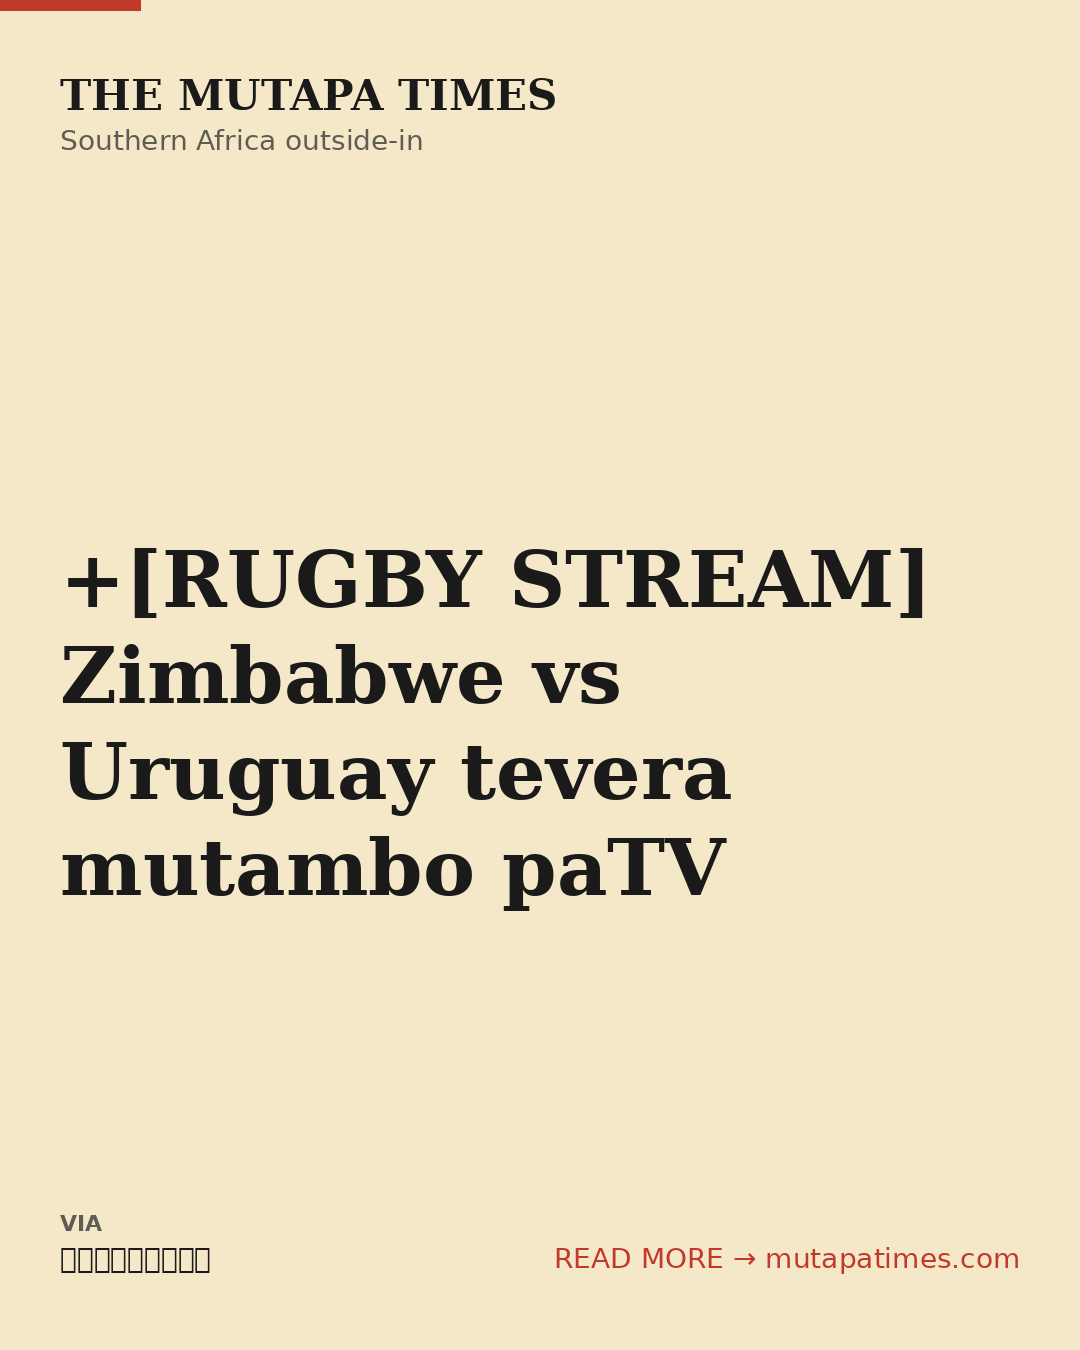 THE MUTAPA TIMES
Southern Africa outside-in
+[RUGBY STREAM]
Zimbabwe vs
Uruguay tevera
mutambo paTV
VIA
READ MORE → mutapatimes.com